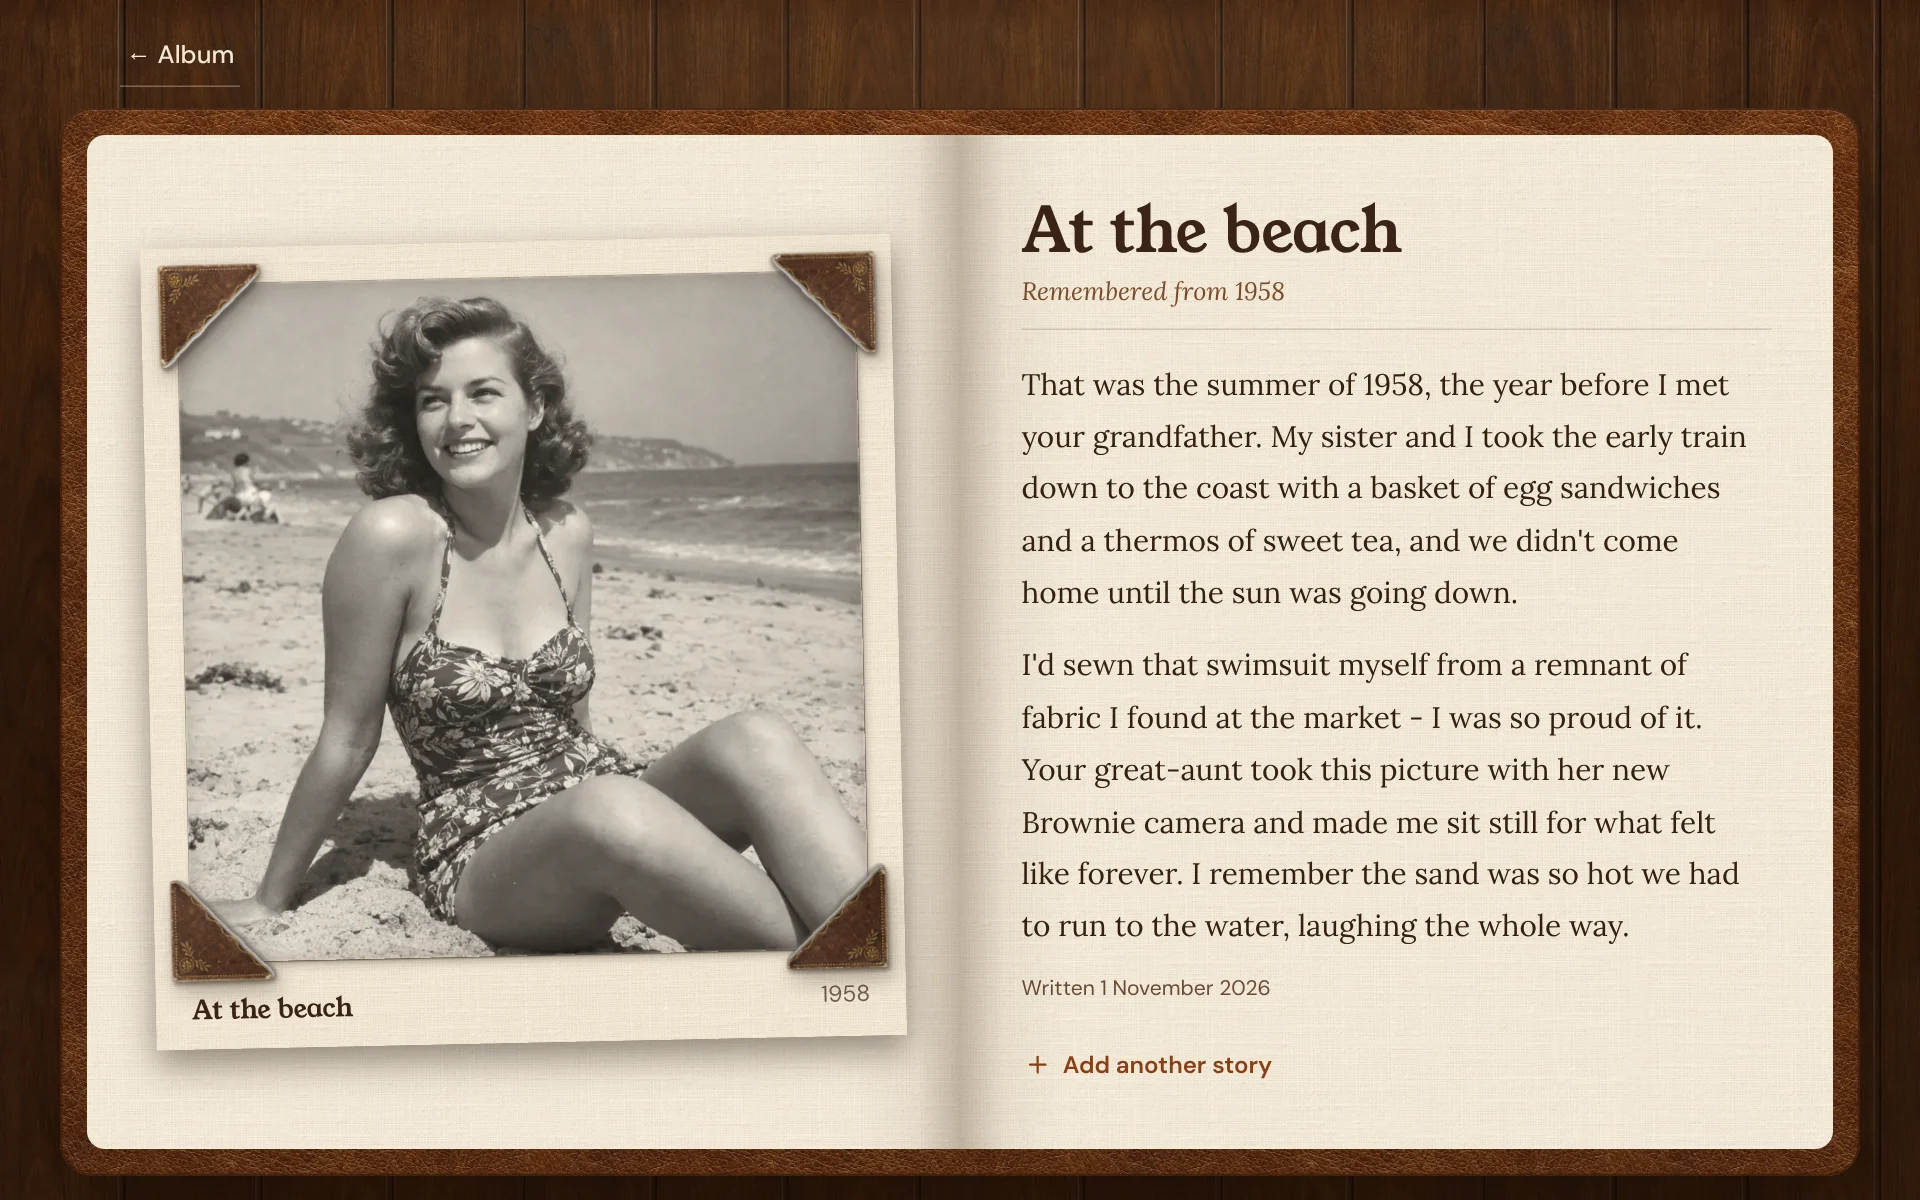 ← Album
At the beach
1958
At the beach
Remembered from 1958
That was the summer of 1958, the year before I met
your grandfather. My sister and I took the early train
down to the coast with a basket of egg sandwiches
and a thermos of sweet tea, and we didn't come
home until the sun was going down.
I'd sewn that swimsuit myself from a remnant of
fabric I found at the market - I was so proud of it.
Your great-aunt took this picture with her new
Brownie camera and made me sit still for what felt
like forever. I remember the sand was so hot we had
to run to the water, laughing the whole way.
Written 1 November 2026
+ Add another story